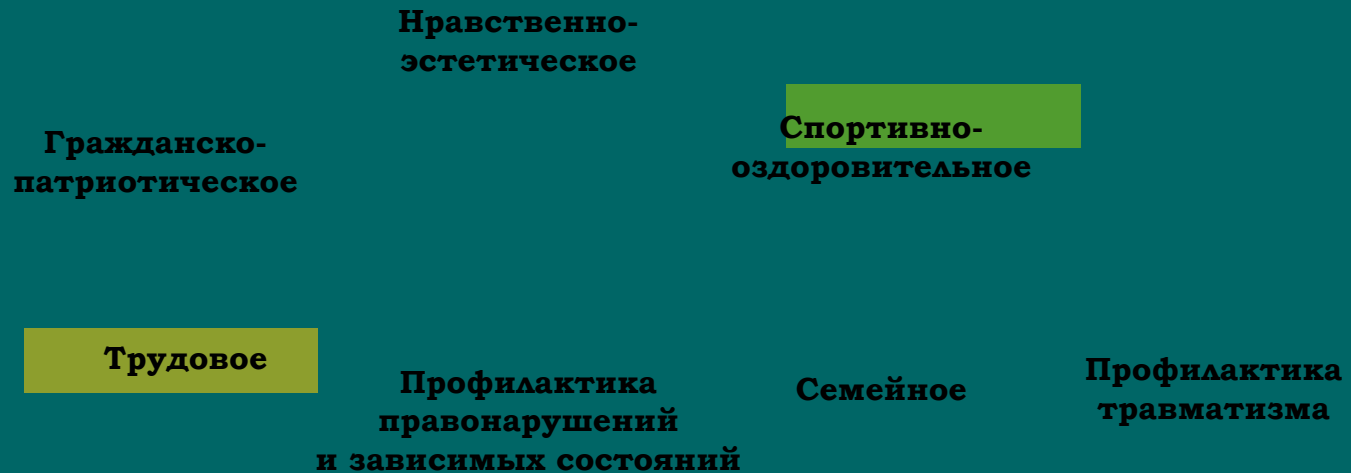 Нравственно-
эстетическое
Гражданско-
патриотическое
Спортивно-
оздоровительное
Трудовое
Профилактика
правонарушений
и зависимых состояний
Семейное
Профилактика
травматизма